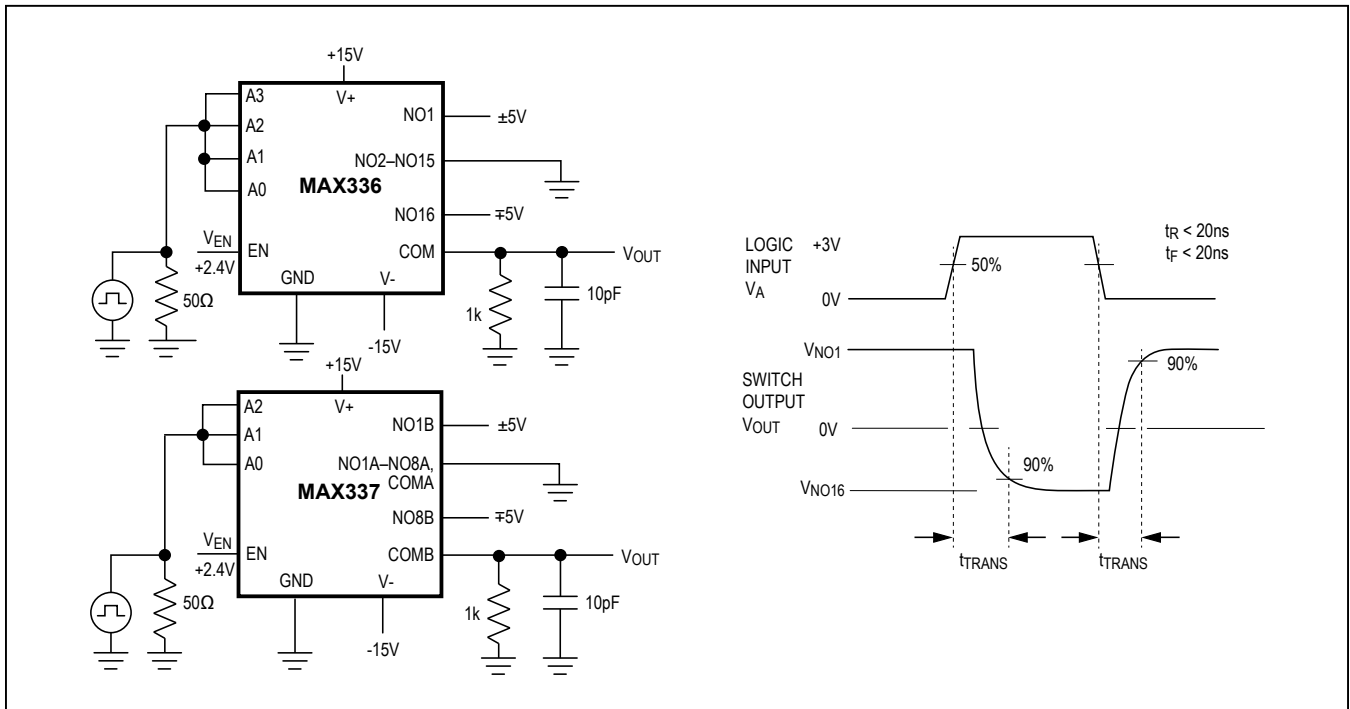 +15V
V+
A3
A2
A1
A0
NO1
±5V
NO2–NO15
MAX336
NO16
∓5V
VEN
+2.4V
EN
COM
VOUT
GND
V-
50Ω
1k
10pF
-15V
+15V
V+
A2
A1
A0
NO1B
±5V
NO1A–NO8A,
COMA
MAX337
NO8B
∓5V
VEN
+2.4V
EN
COMB
VOUT
GND
V-
50Ω
1k
10pF
-15V
LOGIC
INPUT
VA
+3V
50%
0V
tR < 20ns
tF < 20ns
VNO1
SWITCH
OUTPUT
VOUT
0V
90%
90%
VNO16
tTRANS
tTRANS